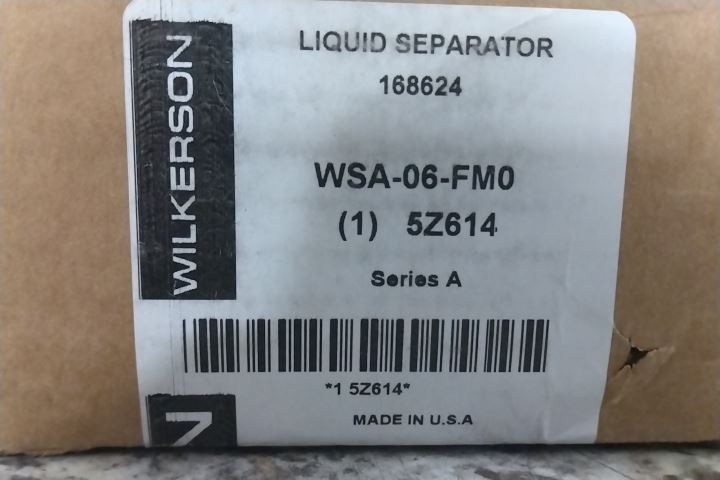 WILKERSON
LIQUID SEPARATOR
168624
WSA-06-FM0
(1) 5Z614
Series A
*1 5Z614*
MADE IN U.S.A